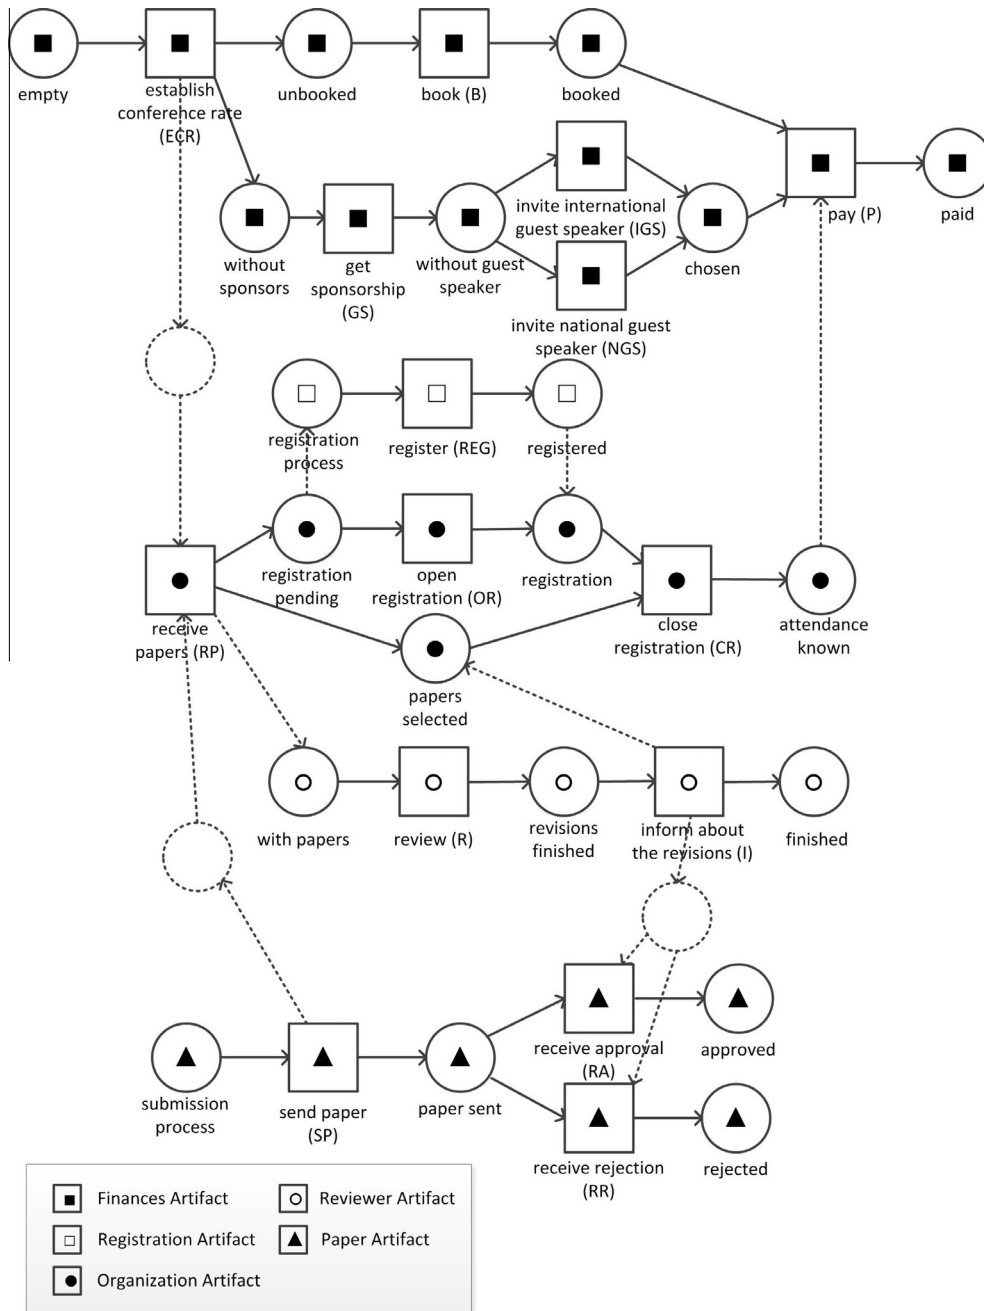 empty
establish
conference rate
(ECR)
unbooked
book (B)
booked
pay (P)
paid
without
sponsors
get
sponsorship
(GS)
without guest
speaker
invite international
guest speaker (IGS)
invite national guest
speaker (NGS)
chosen
registration
process
register (REG)
registered
receive
papers (RP)
registration
pending
open
registration (OR)
registration
close
registration (CR)
attendance
known
papers
selected
with papers
review (R)
revisions
finished
inform about
the revisions (I)
finished
submission
process
send paper
(SP)
paper sent
receive approval
(RA)
approved
receive rejection
(RR)
rejected
Finances Artifact
Reviewer Artifact
Registration Artifact
Paper Artifact
Organization Artifact